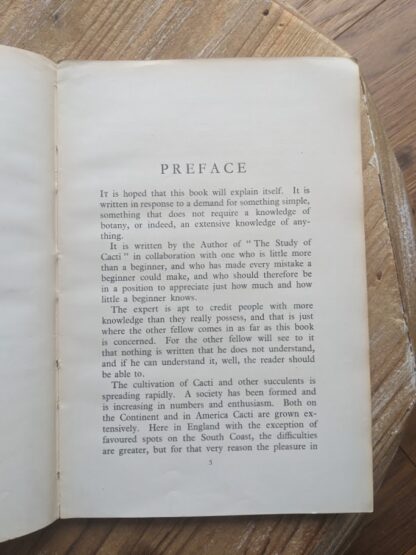 PREFACE
IT is hoped that this book will explain itself. It is
written in response to a demand for something simple,
something that does not require a knowledge of
botany, or indeed, an extensive knowledge of any-
thing.
It is written by the Author of " The Study of
Cacti " in collaboration with one who is little more
than a beginner, and who has made every mistake a
beginner could make, and who should therefore be
in a position to appreciate just how much and how
little a beginner knows.
The expert is apt to credit people with more
knowledge than they really possess, and that is just
where the other fellow comes in as far as this book
is concerned. For the other fellow will see to it
that nothing is written that he does not understand,
and if he can understand it, well, the reader should
be able to.
The cultivation of Cacti and other succulents is
spreading rapidly. A society has been formed and
is increasing in numbers and enthusiasm. Both on
the Continent and in America Cacti are grown ex-
tensively. Here in England with the exception of
favoured spots on the South Coast, the difficulties
are greater, but for that very reason the pleasure in
5